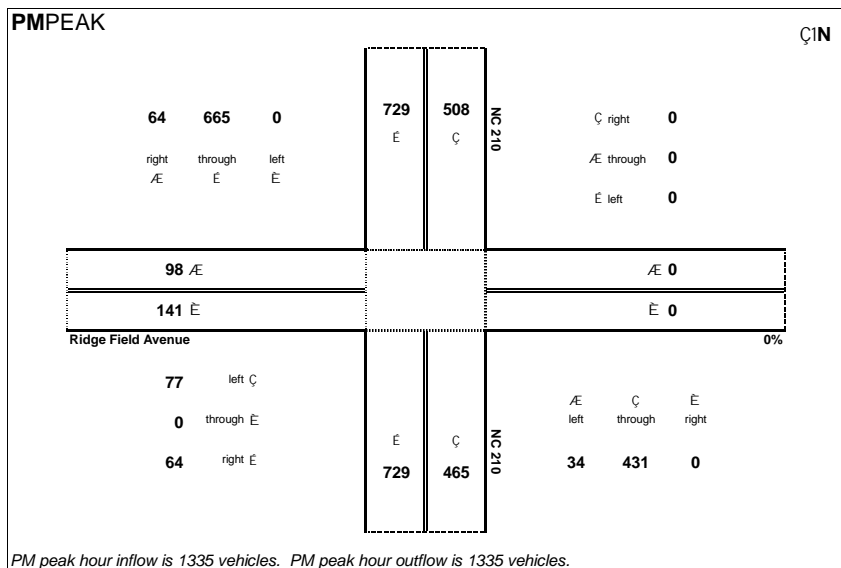 PMPEAK
Ç1N
64 665 0
right through left
Æ É È
729 508
É Ç
NC 210
Ç right 0
Æ through 0
É left 0
98 Æ
141 È
Æ 0
È 0
Ridge Field Avenue
0%
77 left Ç
0 through È
64 right É
É Ç
729 465
NC 210
Æ Ç È
left through right
34 431 0
PM peak hour inflow is 1335 vehicles. PM peak hour outflow is 1335 vehicles.